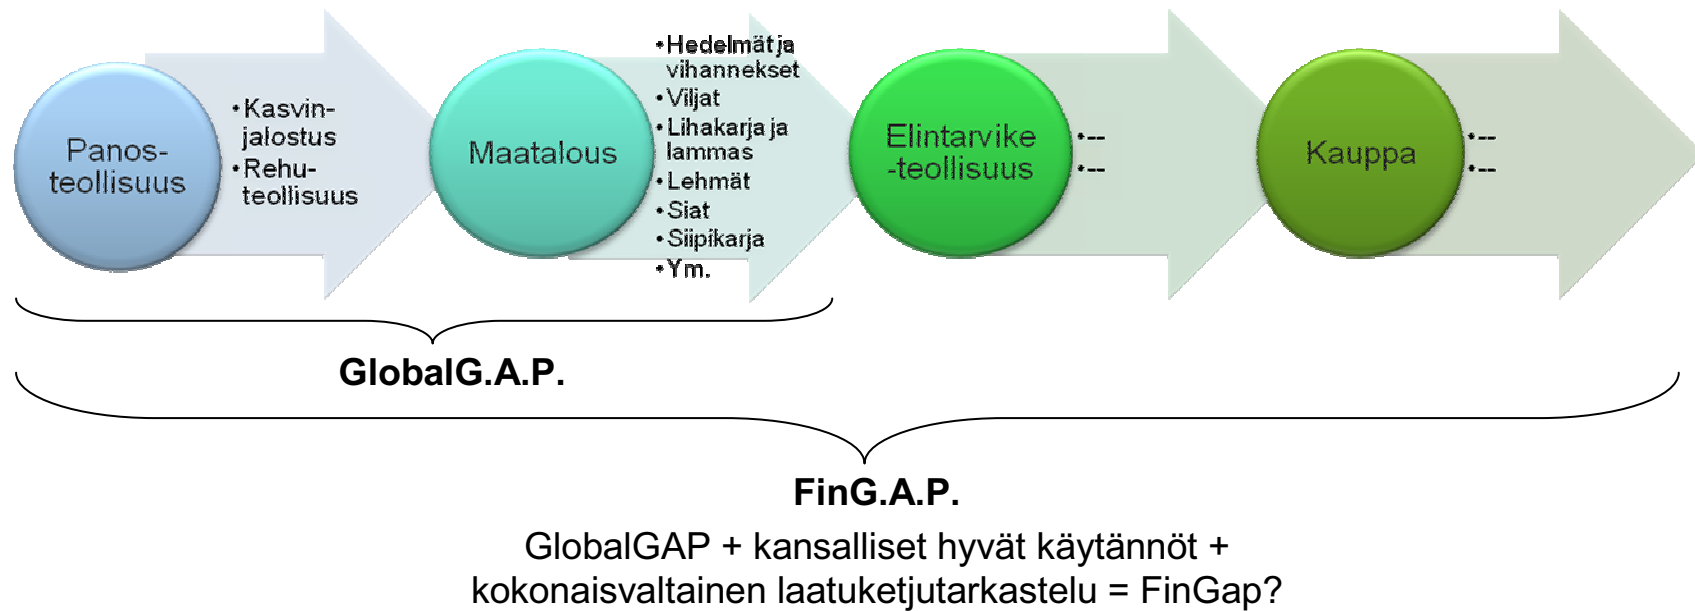 Panos-
teollisuus
•Kasvin-
jalostus
•Rehu-
teollisuus
Maatalous
•Hedelmät ja
vihannekset
•Viljat
•Lihakarja ja
lammas
•Lehmät
•Siat
•Siipikarja
•Ym.
Elintarvike
-teollisuus
•--
•--
Kauppa
•--
•--
GlobalG.A.P.
FinG.A.P.
GlobalGAP + kansalliset hyvät käytännöt +
kokonaisvaltainen laatuketjutarkastelu = FinGap?